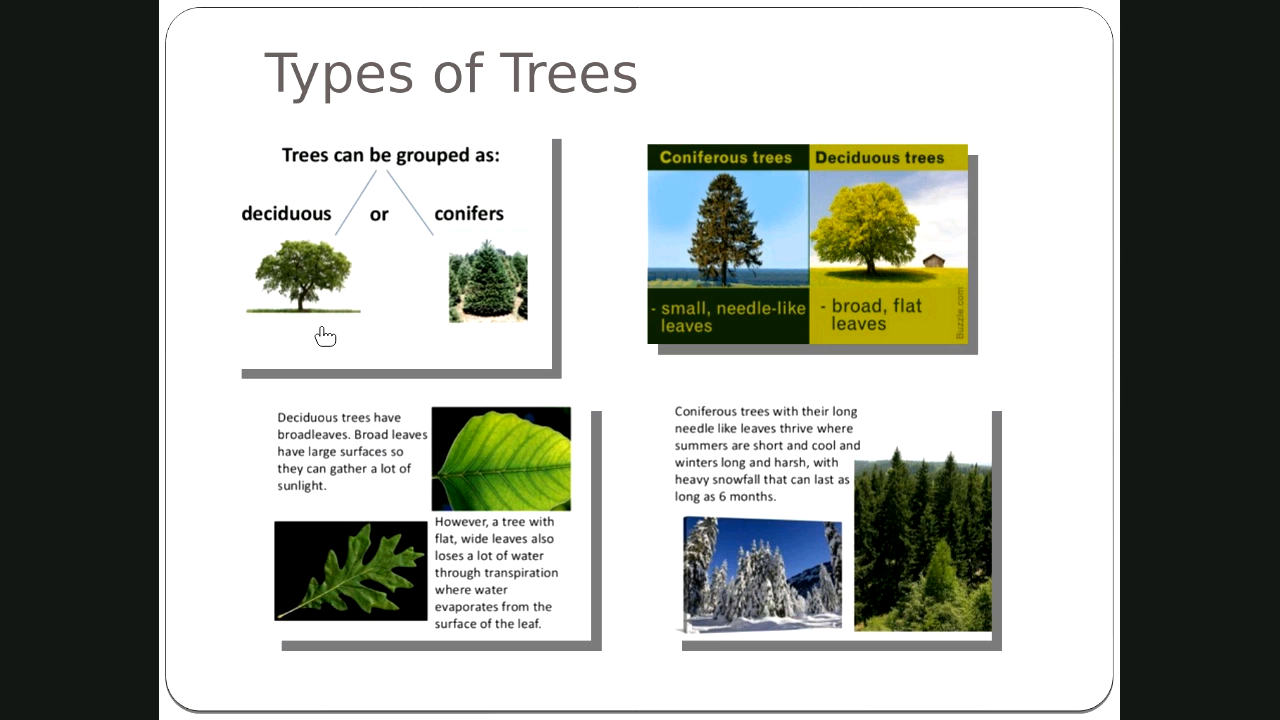 Types of Trees
Trees can be grouped as:
deciduous or conifers
Coniferous trees
- small, needle-like
leaves
Deciduous trees
- broad, flat
leaves
Buzzle.com
Deciduous trees have
broadleaves. Broad leaves
have large surfaces so
they can gather a lot of
sunlight.
However, a tree with
flat, wide leaves also
loses a lot of water
through transpiration
where water
evaporates from the
surface of the leaf.
Coniferous trees with their long
needle like leaves thrive where
summers are short and cool and
winters long and harsh, with
heavy snowfall that can last as
long as 6 months.